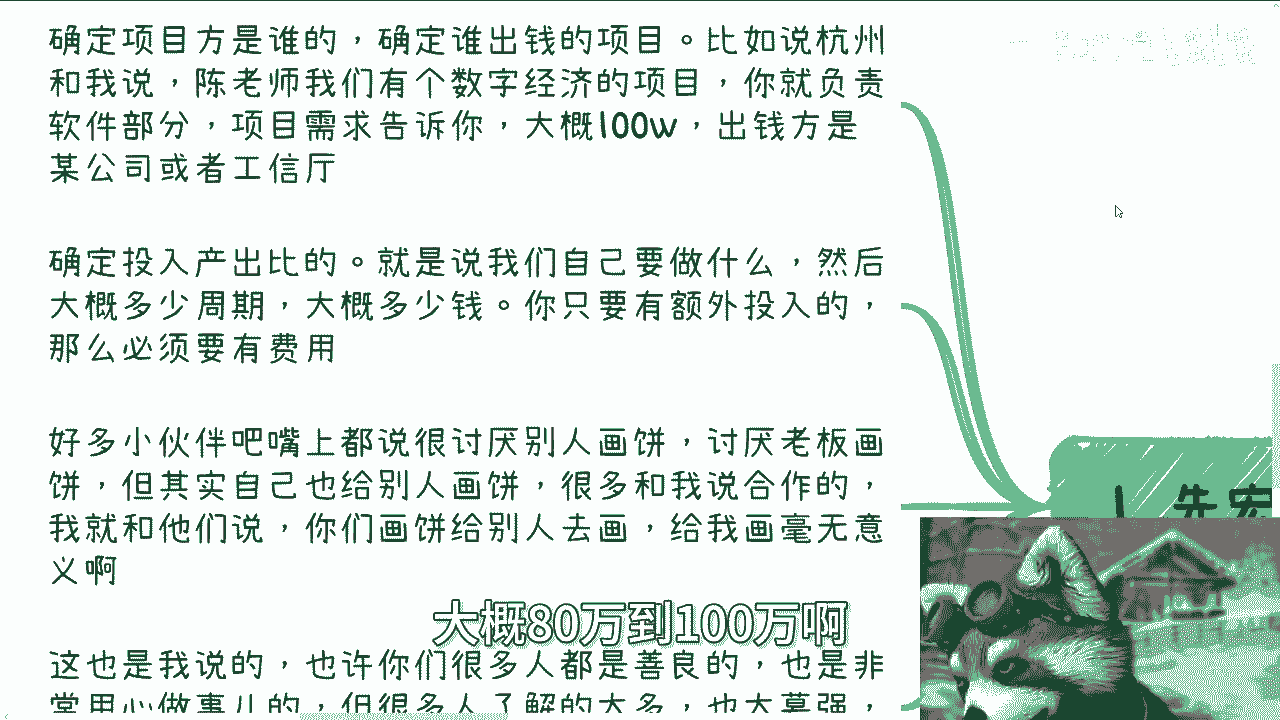 确定项目方是谁的，确定谁出钱的项目。比如说杭州
和我说，陈老师我们有个数字经济的项目，你就负责
软件部分，项目需求告诉你，大概100w，出钱方是
某公司或者工信厅
确定投入产出比的。就是说我们自己要做什么，然后
大概多少周期，大概多少钱。你只要有额外投入的，
那么必须要有费用
好多小伙伴吧嘴上都说很讨厌别人画饼，讨厌老板画
饼，但其实自己也给别人画饼，很多和我说合作的，
我就和他们说，你们画饼给别人去画，给我画毫无意
义啊
1 先
大概80万到100万啊
这也是我说的，也许你们很多人都是善良的，也是非
常用心做事儿的，但很多人了解的太多，也太慕强，